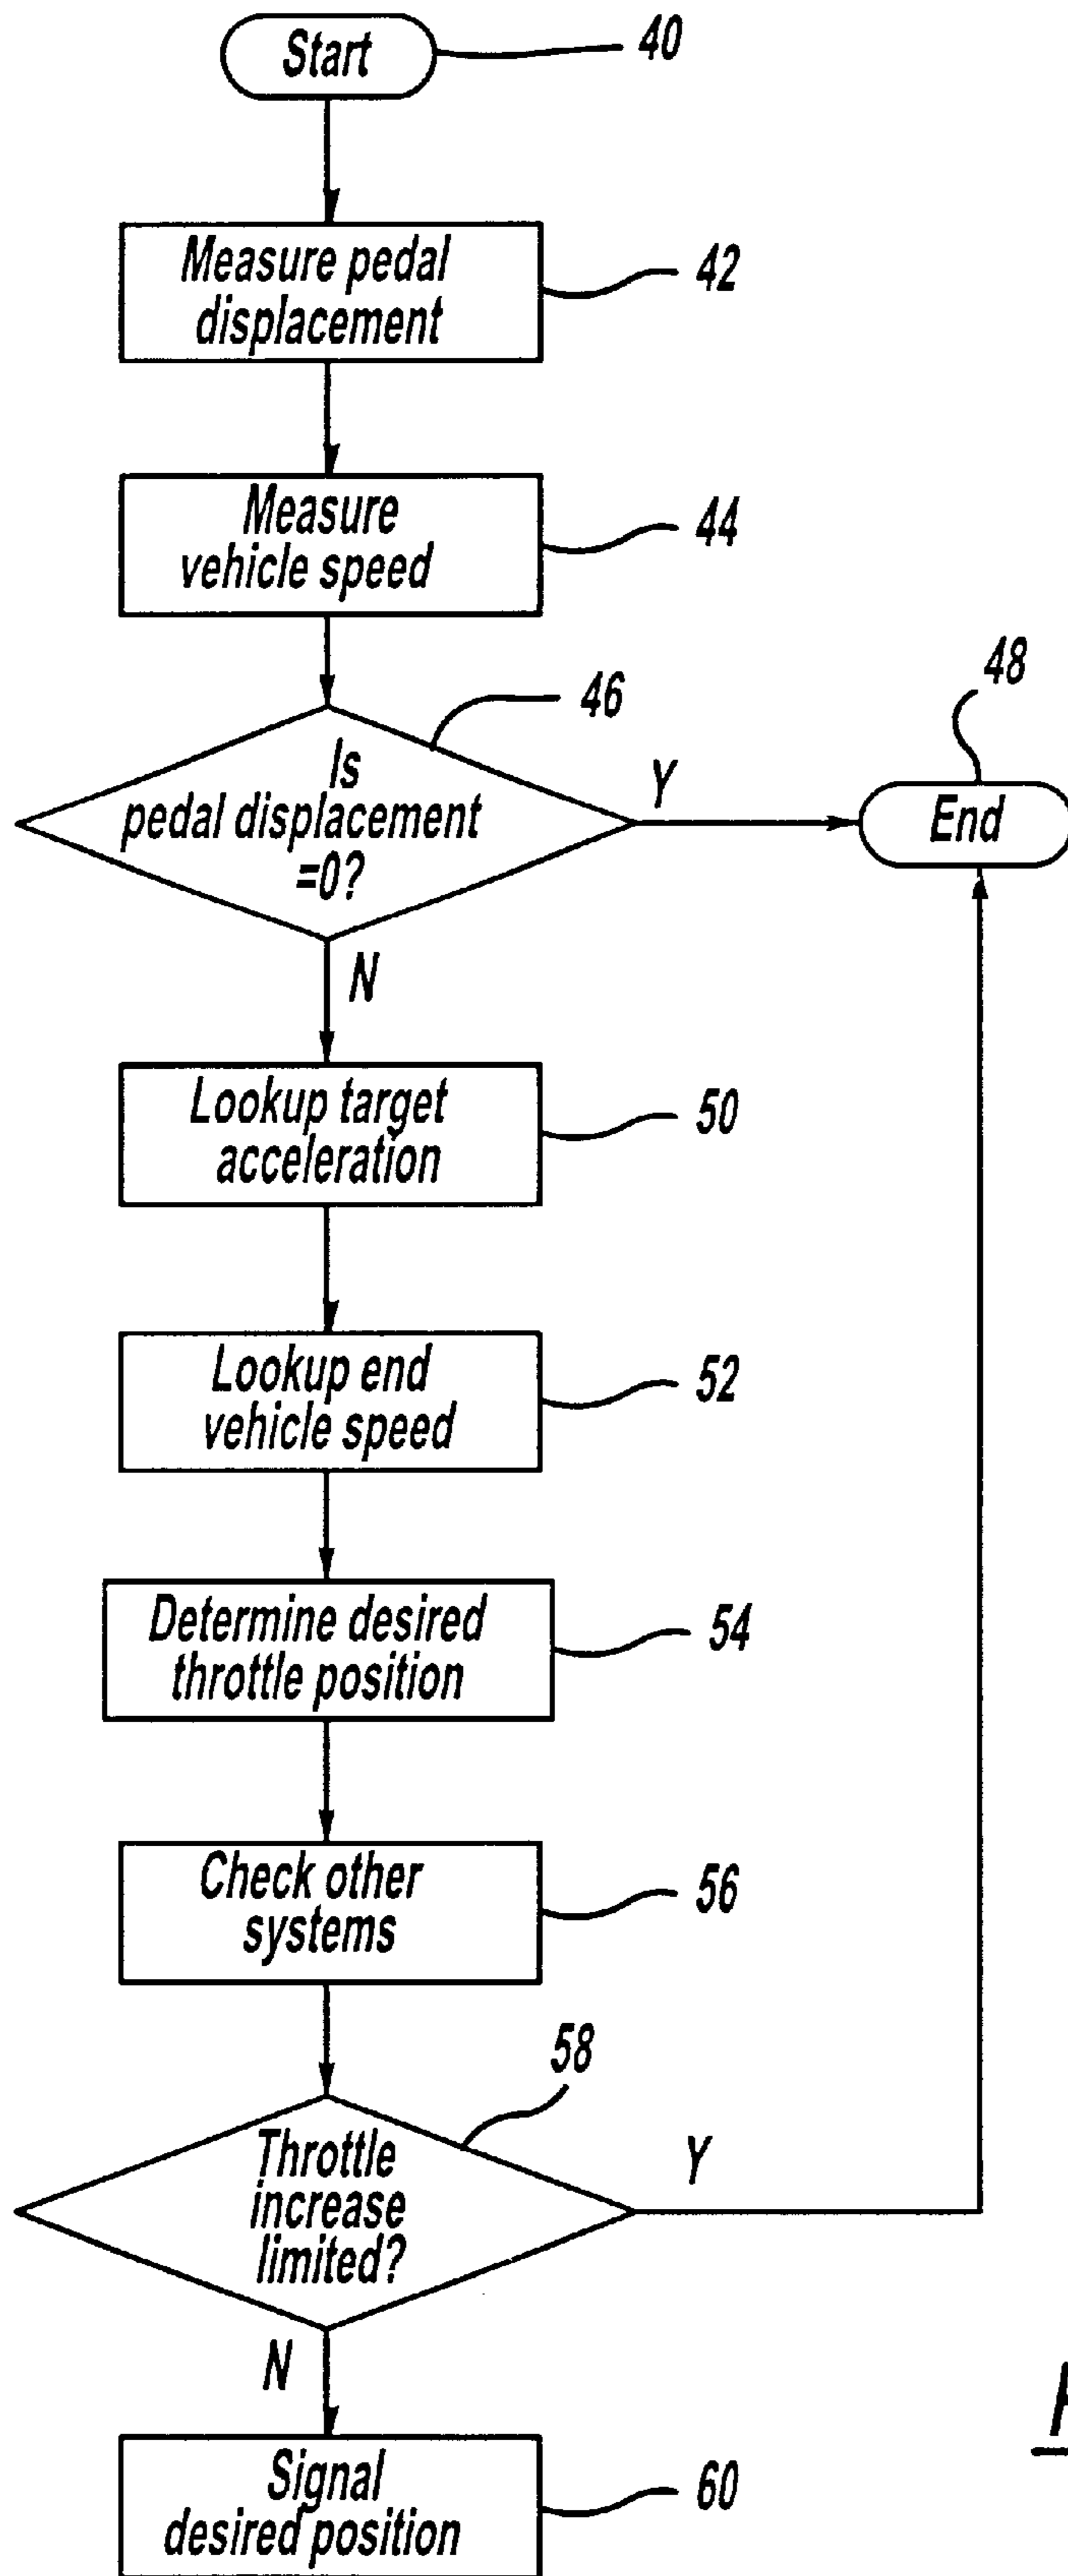 Start
40
Measure pedal
displacement
42
Measure
vehicle speed
44
46
Is
pedal displacement
=0?
Y
48
End
N
Lookup target
acceleration
50
Lookup end
vehicle speed
52
Determine desired
throttle position
54
Check other
systems
56
58
Throttle
increase
limited?
Y
N
Signal
desired position
60